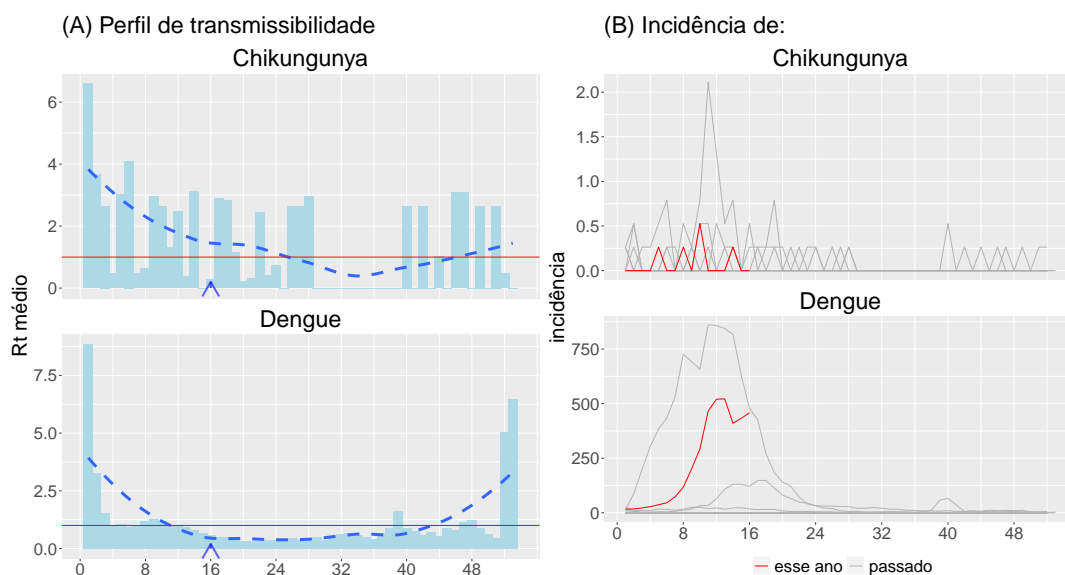 (A) Perfil de transmissibilidade
Chikungunya
6
4
2
0
Dengue
7.5
5.0
2.5
0.0
0 8 16 24 32 40 48
Rt médio
(B) Incidência de:
Chikungunya
2.0
1.5
1.0
0.5
0.0
Dengue
750
500
250
0
0 8 16 24 32 40 48
incidência
esse ano passado